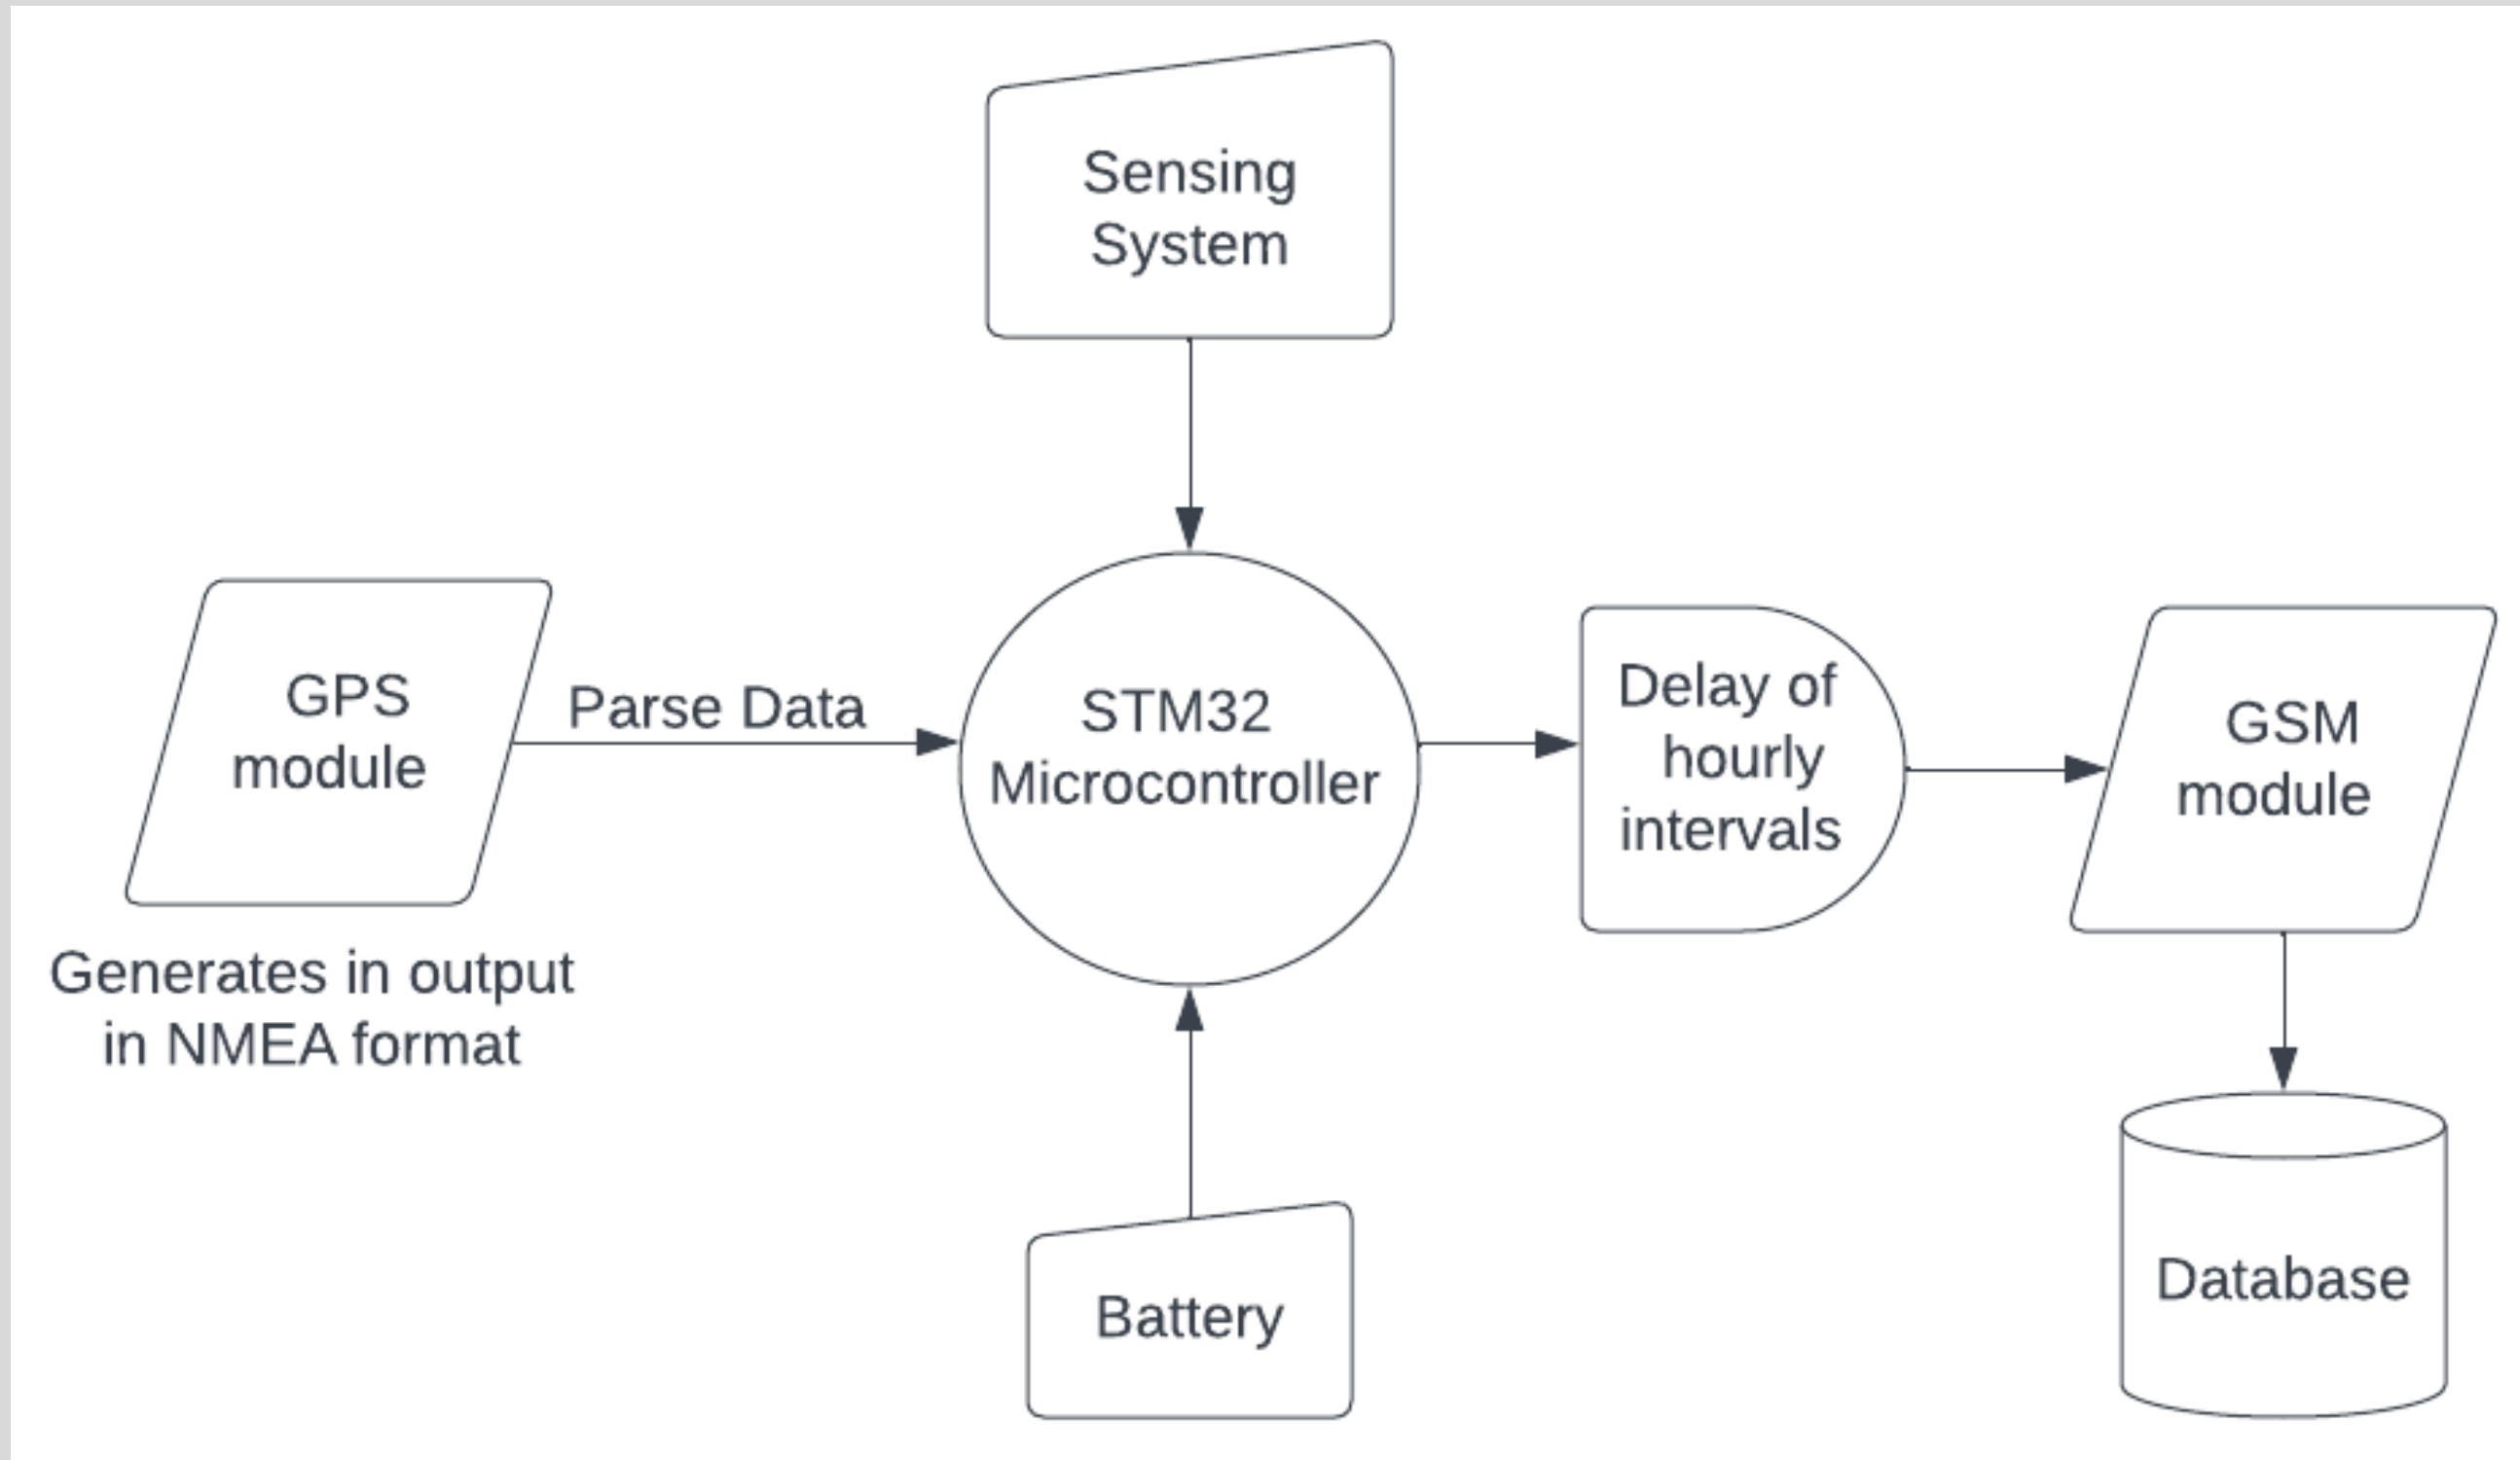 Sensing
System
GPS
module
Parse Data
STM32
Microcontroller
Delay of
hourly
intervals
GSM
module
Generates in output
in NMEA format
Battery
Database